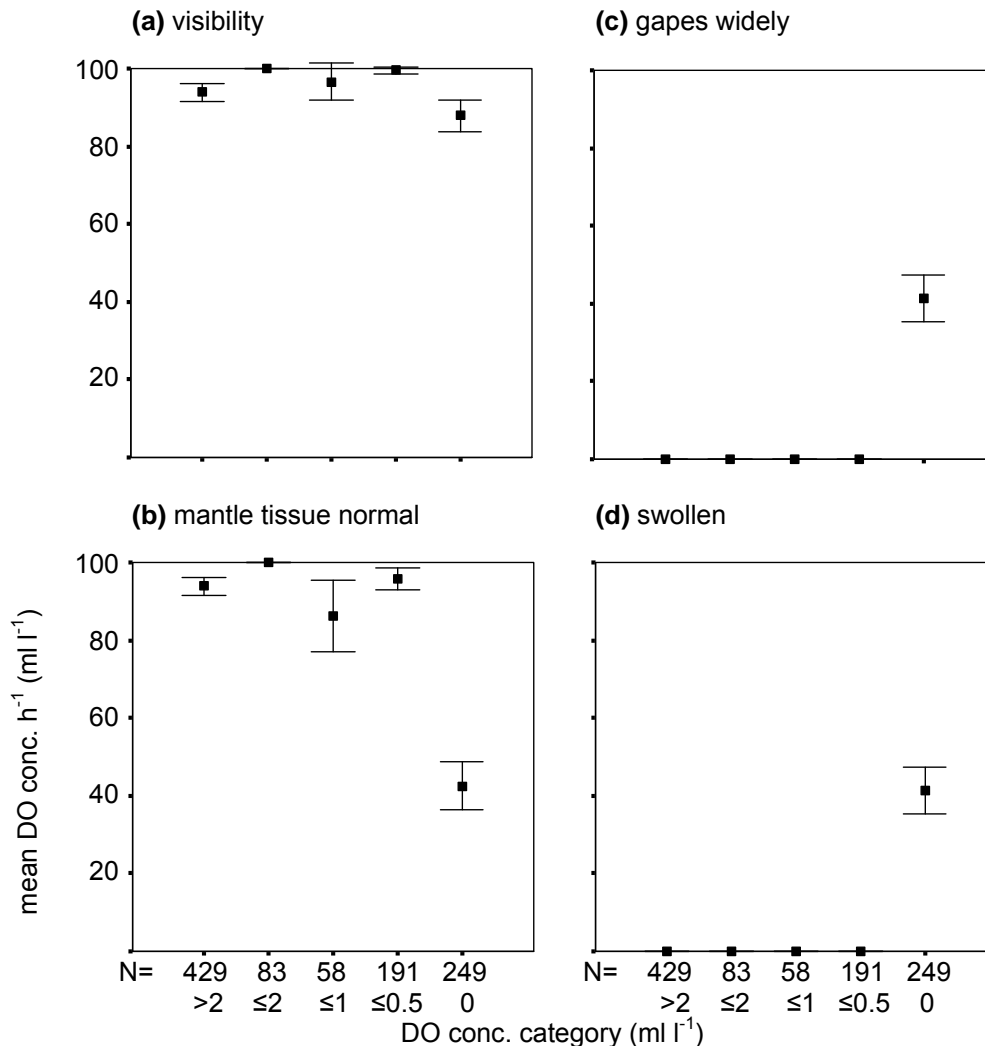 (a) visibility
(c) gapes widely
100
80
60
40
20
(b) mantle tissue normal
(d) swollen
100
80
60
40
20
mean DO conc. h⁻¹ (ml l⁻¹)
N= 429 83 58 191 249 429 83 58 191 249
>2 ≤2 ≤1 ≤0.5 0 >2 ≤2 ≤1 ≤0.5 0
DO conc. category (ml l⁻¹)